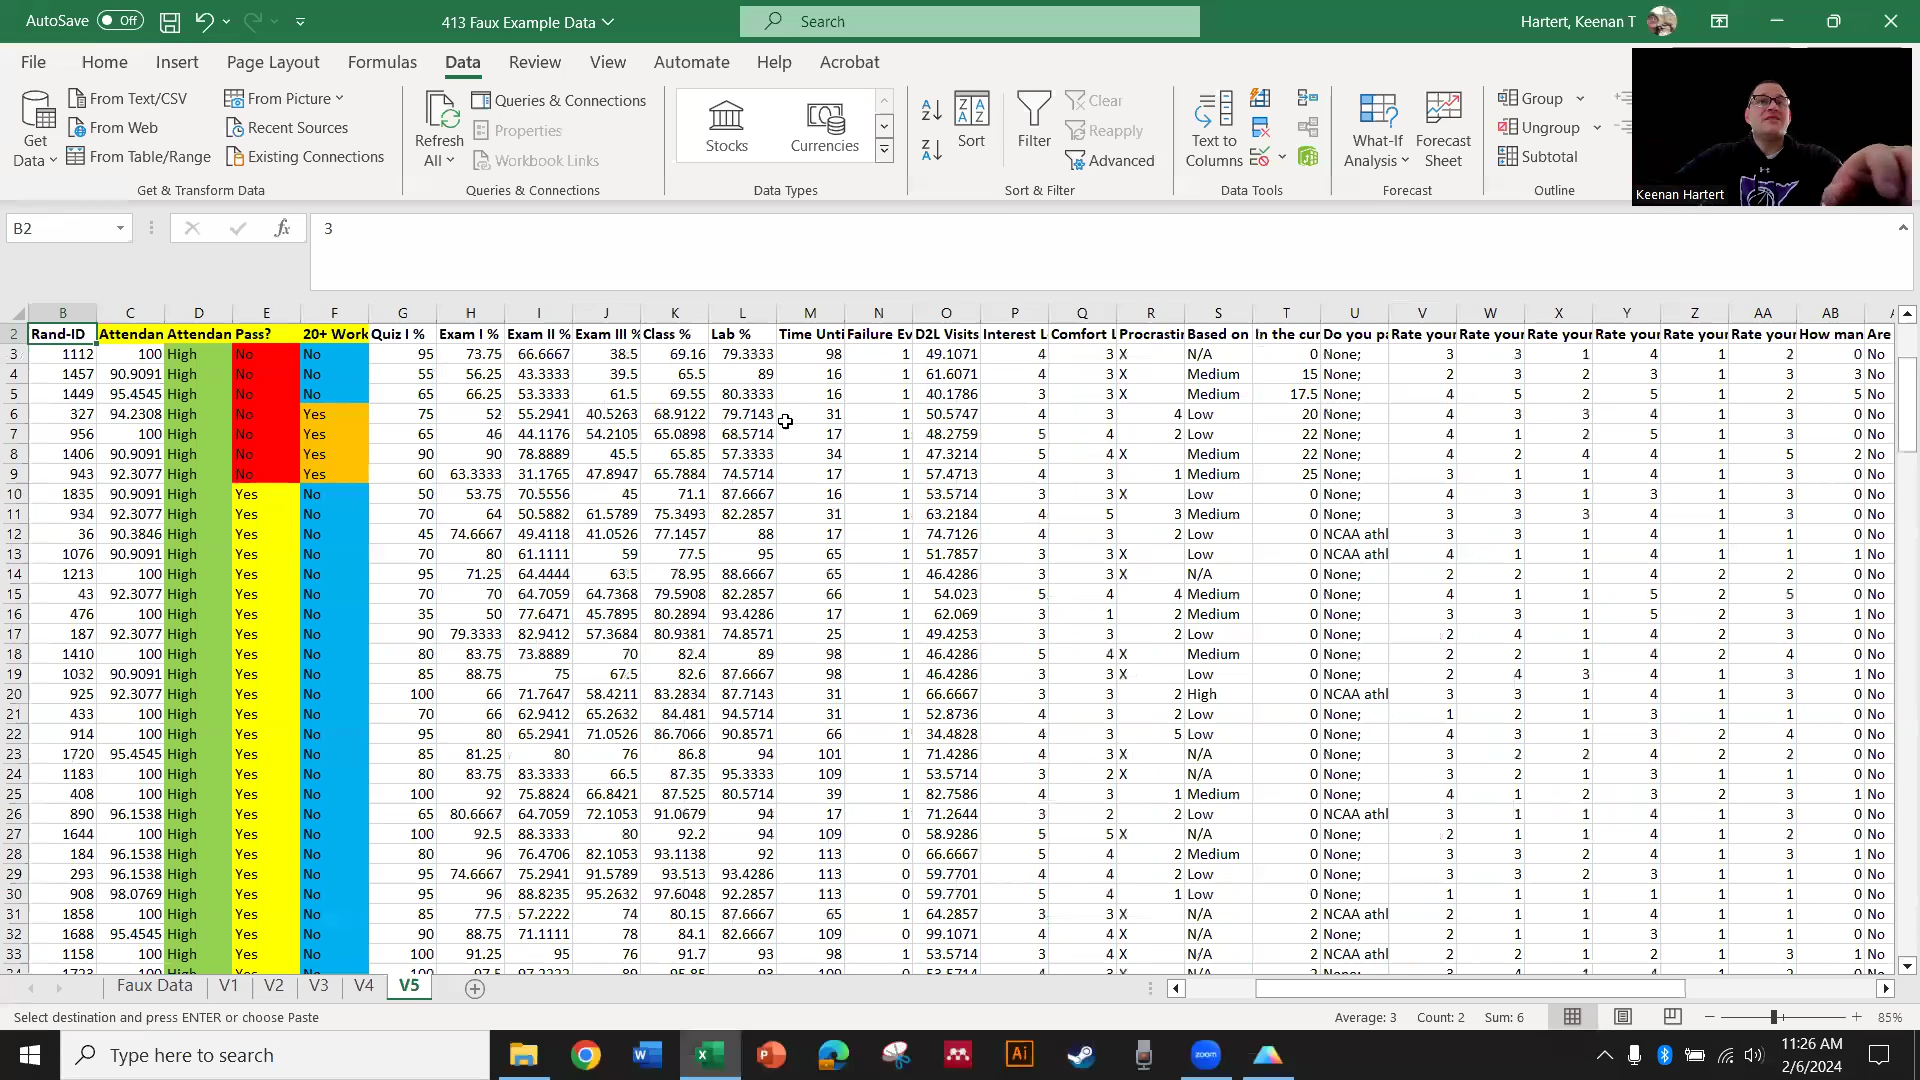 AutoSave Off 413 Faux Example Data Search Hartert, Keenan T
File Home Insert Page Layout Formulas Data Review View Automate Help Acrobat
From Text/CSV From Picture Queries & Connections Clear Group
From Web Recent Sources Properties Reapply Ungroup
From Table/Range Existing Connections Workbook Links Advanced Subtotal
Get Data Refresh All Stocks Currencies Sort Filter Text to Columns What-If Analysis Forecast Sheet
Get & Transform Data Queries & Connections Data Types Sort & Filter Data Tools Forecast Outline
Keenan Hartert
B2 fx 3
B C D E F G H I J K L M N O P Q R S T U V W X Y Z AA AB
2 Rand-ID Attendan Attendan Pass? 20+ Work Quiz I % Exam I % Exam II % Exam III % Class % Lab % Time Unti Failure Ev D2L Visits Interest L Comfort L Procrastin Based on In the cur Do you pa Rate your Rate your Rate your Rate your Rate your Rate your How man Are
3 1112 100 High No No 95 73.75 66.6667 38.5 69.16 79.3333 98 1 49.1071 4 3 X N/A 0 None; 3 3 1 4 1 2 0 No
4 1457 90.9091 High No No 55 56.25 43.3333 39.5 65.5 89 16 1 61.6071 4 3 X Medium 15 None; 2 3 2 3 1 3 3 No
5 1449 95.4545 High No No 65 66.25 53.3333 61.5 69.55 80.3333 16 1 40.1786 3 3 X Medium 17.5 None; 4 5 2 5 1 2 5 No
6 327 94.2308 High No Yes 75 52 55.2941 40.5263 68.9122 79.7143 31 1 50.5747 4 3 4 Low 20 None; 4 3 3 4 1 3 0 No
7 956 100 High No Yes 65 46 44.1176 54.2105 65.0898 68.5714 17 1 48.2759 5 4 2 Low 22 None; 4 1 2 5 1 3 0 No
8 1406 90.9091 High No Yes 90 90 78.8889 45.5 65.85 57.3333 34 1 47.3214 5 4 X Medium 22 None; 4 2 4 4 1 5 2 No
9 943 92.3077 High No Yes 60 63.3333 31.1765 47.8947 65.7884 74.5714 17 1 57.4713 4 3 1 Medium 25 None; 3 1 1 4 1 3 0 No
10 1835 90.9091 High Yes No 50 53.75 70.5556 45 71.1 87.6667 16 1 53.5714 3 3 X Low 0 None; 4 3 1 3 1 3 0 No
11 934 92.3077 High Yes No 70 64 50.5882 61.5789 75.3493 82.2857 31 1 63.2184 4 5 3 Medium 0 None; 3 3 3 4 1 3 0 No
12 36 90.3846 High Yes No 45 74.6667 49.4118 41.0526 77.1457 88 17 1 74.7126 4 3 2 Low 0 NCAA athl 3 3 1 4 1 3 0 No
13 1076 90.9091 High Yes No 70 80 61.1111 59 77.5 95 65 1 51.7857 3 3 X Low 0 NCAA athl 4 1 1 4 1 1 1 No
14 1213 100 High Yes No 95 71.25 64.4444 63.5 78.95 88.6667 65 1 46.4286 3 3 X N/A 0 None; 2 2 1 4 2 2 0 No
15 43 92.3077 High Yes No 70 70 64.7059 64.7368 79.5908 82.2857 66 1 54.023 5 4 4 Medium 0 None; 4 1 1 5 2 5 0 No
16 476 100 High Yes No 35 50 77.6471 45.7895 80.2894 93.4286 17 1 62.069 3 1 2 Medium 0 None; 3 3 1 5 2 3 1 No
17 187 92.3077 High Yes No 90 79.3333 82.9412 57.3684 80.9381 74.8571 25 1 49.4253 3 3 2 Low 0 None; 2 4 1 3 2 3 0 No
18 1410 100 High Yes No 80 83.75 73.8889 70 82.4 89 98 1 46.4286 5 4 X Medium 0 None; 2 2 1 4 2 4 0 No
19 1032 90.9091 High Yes No 85 88.75 75 67.5 82.6 87.6667 98 1 46.4286 3 3 X Low 0 None; 2 4 3 4 1 3 0 No
20 925 92.3077 High Yes No 100 66 71.7647 58.4211 83.2834 87.7143 31 1 66.6667 3 3 2 High 0 NCAA athl 3 3 1 4 1 3 0 No
21 433 100 High Yes No 70 66 62.9412 65.2632 84.481 94.5714 31 1 52.8736 4 3 2 Low 0 None; 1 2 1 3 1 1 0 No
22 914 100 High Yes No 95 80 65.2941 71.0526 86.7066 90.8571 66 1 34.4828 4 3 5 Low 0 None; 4 3 1 3 2 4 0 No
23 1720 95.4545 High Yes No 85 81.25 80 76 86.8 94 101 1 71.4286 4 3 X N/A 0 None; 3 2 2 4 2 2 0 No
24 1183 100 High Yes No 80 83.75 83.3333 66.5 87.35 95.3333 109 1 53.5714 3 2 X N/A 0 None; 3 2 1 3 1 1 0 No
25 408 100 High Yes No 100 92 75.8824 66.8421 87.525 80.5714 39 1 82.7586 4 3 1 Medium 0 None; 4 1 2 3 2 3 1 No
26 890 96.1538 High Yes No 65 80.6667 64.7059 72.1053 91.0679 94 17 1 71.2644 3 2 2 Low 0 NCAA athl 3 1 1 4 1 3 0 No
27 1644 100 High Yes No 100 92.5 88.3333 80 92.2 94 109 0 58.9286 5 5 X N/A 0 None; 2 1 1 4 1 2 0 No
28 184 96.1538 High Yes No 80 96 76.4706 82.1053 93.1138 92 113 0 66.6667 5 4 2 Medium 0 None; 3 3 2 4 1 3 1 No
29 293 96.1538 High Yes No 95 74.6667 75.2941 91.5789 93.513 93.4286 113 0 59.7701 4 4 2 Low 0 None; 3 3 2 3 1 1 0 No
30 908 98.0769 High Yes No 95 96 88.8235 95.2632 97.6048 92.2857 113 0 59.7701 5 4 1 Low 0 None; 1 1 1 1 1 1 0 No
31 1858 100 High Yes No 85 77.5 57.2222 74 80.15 87.6667 65 1 64.2857 3 3 X N/A 2 NCAA athl 2 1 1 4 1 2 0 No
32 1688 95.4545 High Yes No 90 88.75 71.1111 78 84.1 82.6667 109 0 99.1071 4 4 X N/A 2 None; 2 1 1 3 1 1 0 No
33 1158 100 High Yes No 100 91.25 95 76 91.7 93 98 1 53.5714 3 4 X N/A 2 NCAA athl 2 2 1 2 1 3 1 No
Faux Data V1 V2 V3 V4 V5
Select destination and press ENTER or choose Paste Average: 3 Count: 2 Sum: 6 85%
Type here to search zoom 11:26 AM
2/6/2024